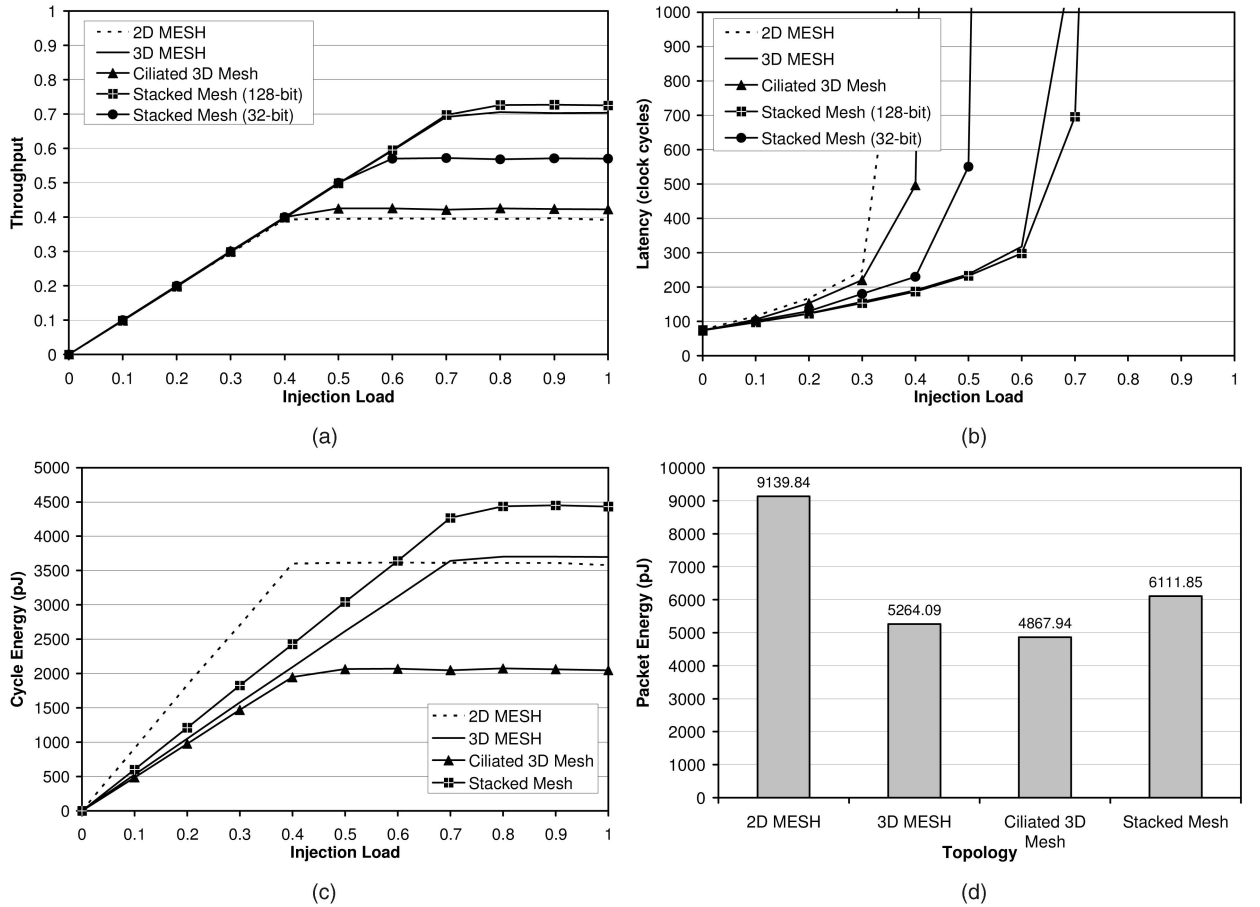 1
0.9
0.8
0.7
0.6
0.5
0.4
0.3
0.2
0.1
0
Throughput
2D MESH
3D MESH
Ciliated 3D Mesh
Stacked Mesh (128-bit)
Stacked Mesh (32-bit)
0 0.1 0.2 0.3 0.4 0.5 0.6 0.7 0.8 0.9 1
Injection Load
(a)
1000
900
800
700
600
500
400
300
200
100
0
Latency (clock cycles)
2D MESH
3D MESH
Ciliated 3D Mesh
Stacked Mesh (128-bit)
Stacked Mesh (32-bit)
0 0.1 0.2 0.3 0.4 0.5 0.6 0.7 0.8 0.9 1
Injection Load
(b)
5000
4500
4000
3500
3000
2500
2000
1500
1000
500
0
Cycle Energy (pJ)
2D MESH
3D MESH
Ciliated 3D Mesh
Stacked Mesh
0 0.1 0.2 0.3 0.4 0.5 0.6 0.7 0.8 0.9 1
Injection Load
(c)
10000
9000
8000
7000
6000
5000
4000
3000
2000
1000
0
Packet Energy (pJ)
9139.84
5264.09
4867.94
6111.85
2D MESH
3D MESH
Ciliated 3D
Mesh
Stacked Mesh
Topology
(d)